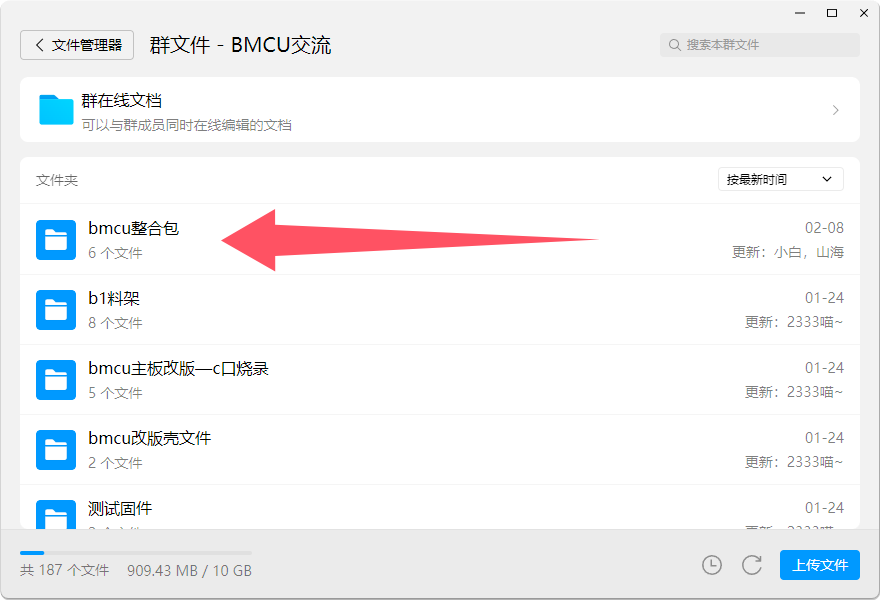 文件管理器
群文件 - BMCU交流
搜索本群文件
群在线文档
可以与群成员同时在线编辑的文档
文件夹
按最新时间
bmcu整合包
02-08
6 个文件
更新：小白，山海
b1料架
01-24
8 个文件
更新：2333喵~
bmcu主板改版—c口烧录
01-24
5 个文件
更新：2333喵~
bmcu改版壳文件
01-24
2 个文件
更新：2333喵~
测试固件
01-24
共 187 个文件
909.43 MB / 10 GB
上传文件